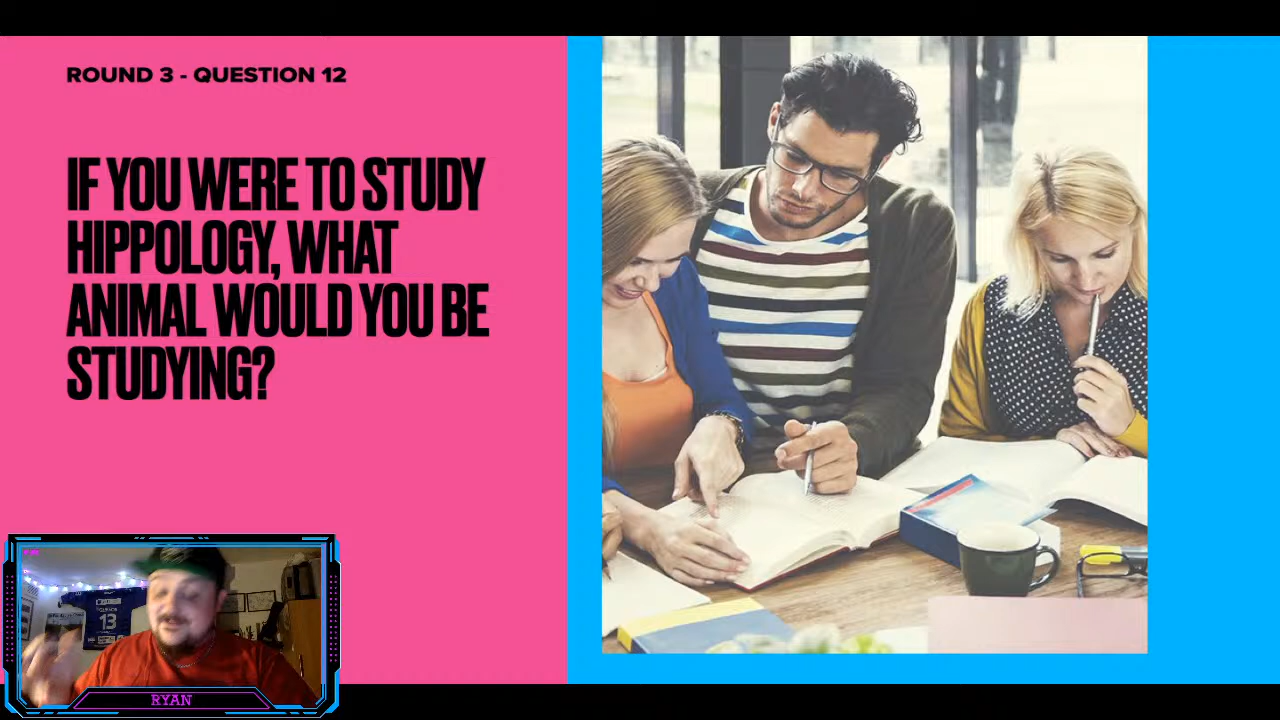 ROUND 3 - QUESTION 12
IF YOU WERE TO STUDY
HIPPOLOGY, WHAT
ANIMAL WOULD YOU BE
STUDYING?
13
RYAN